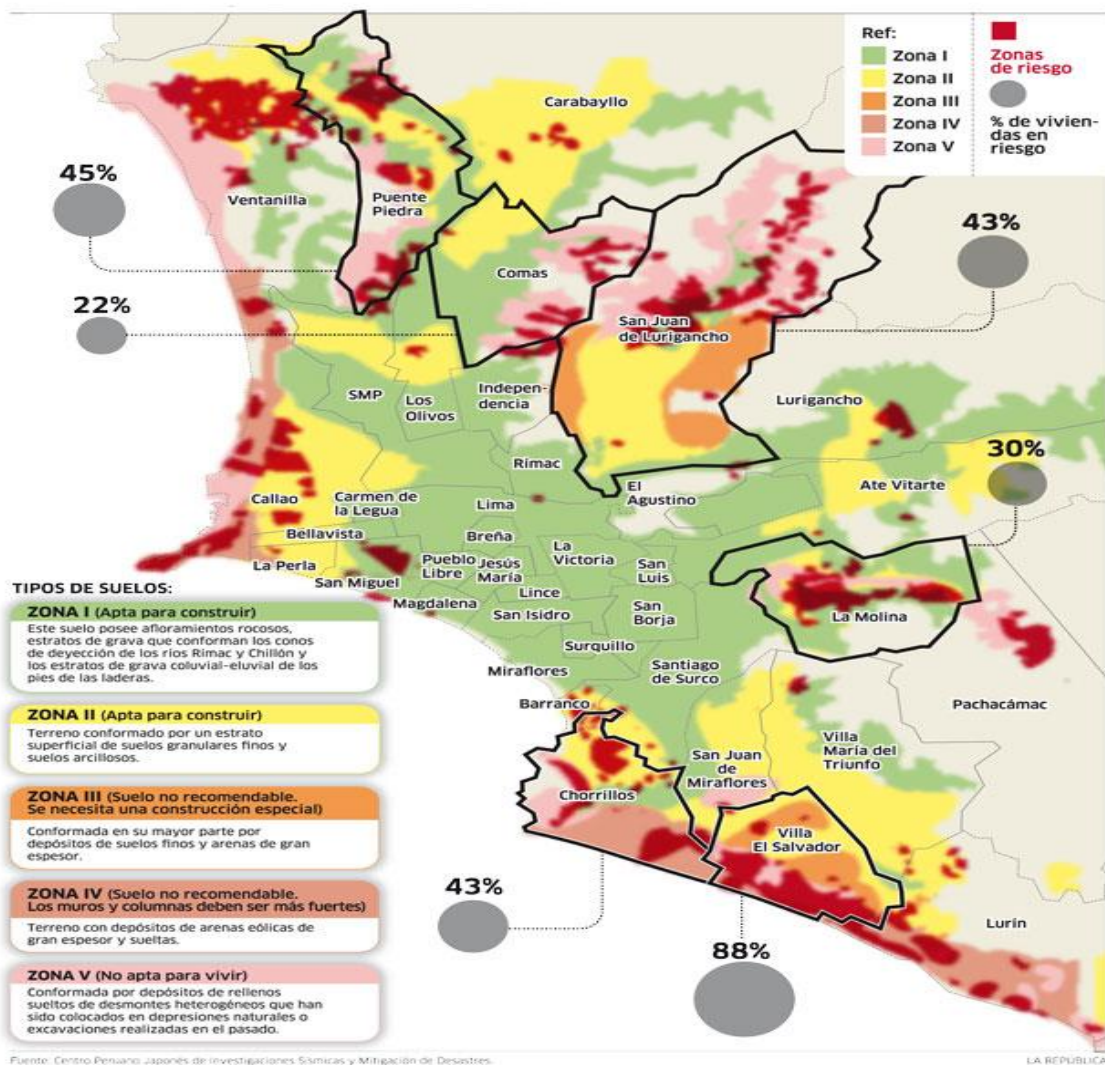 Ref:
Zona I
Zona II
Zona III
Zona IV
Zona V
Zonas
de riesgo
% de vivien-
das en
riesgo
Carabayllo
45%
Ventanilla
Puente
Piedra
43%
Comas
22%
San Juan
de Lurigancho
SMP
Los
Olivos
Indepen-
dencia
Lurigancho
Rimac
30%
El
Agustino
Ate Vitarte
Callao
Carmen de
la Legua
Lima
Bellavista
Breña
La Perla
San Miguel
Pueblo
Libre
Jesús
María
La
Victoria
San
Luis
Magdalena
Lince
San Isidro
San
Borja
La Molina
Surquillo
Miraflores
Santiago
de Surco
Barranco
Pachacámac
San Juan
de
Miraflores
Villa
María del
Triunfo
Chorrillos
Villa
El Salvador
43%
88%
Lurín
TIPOS DE SUELOS:
ZONA I (Apta para construir)
Este suelo posee afloramientos rocosos,
estratos de grava que conforman los conos
de deyección de los ríos Rimac y Chillón y
los estratos de grava coluvial-eluvial de los
pies de las laderas.
ZONA II (Apta para construir)
Terreno conformado por un estrato
superficial de suelos granulares finos y
suelos arcillosos.
ZONA III (Suelo no recomendable.
Se necesita una construcción especial)
Conformada en su mayor parte por
depósitos de suelos finos y arenas de gran
espesor.
ZONA IV (Suelo no recomendable.
Los muros y columnas deben ser más fuertes)
Terreno con depósitos de arenas eólicas de
gran espesor y sueltas.
ZONA V (No apta para vivir)
Conformada por depósitos de rellenos
sueltos de desmontes heterogéneos que han
sido colocados en depresiones naturales o
excavaciones realizadas en el pasado.
Fuente: Centro Peruano Japonés de Investigaciones Sísmicas y Mitigación de Desastres.
LA REPÚBLICA